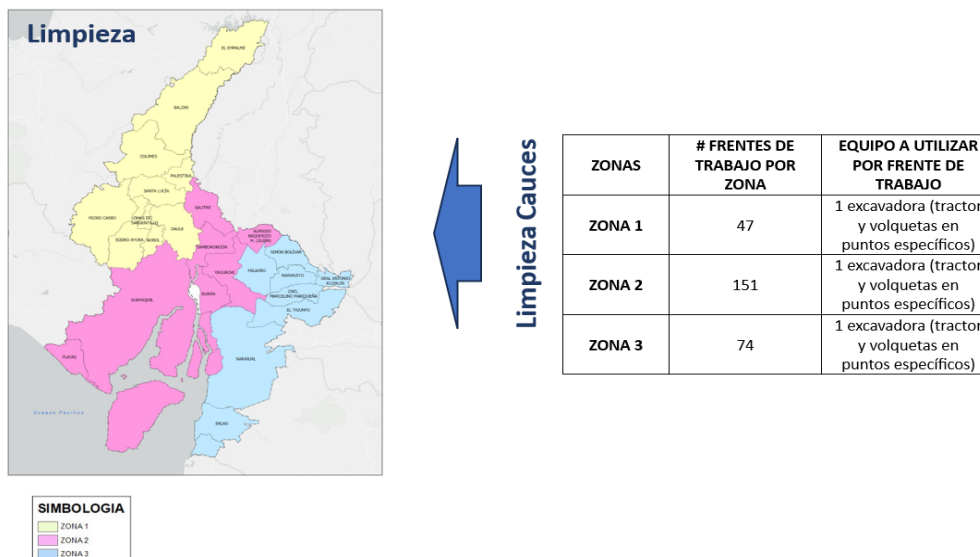 Limpieza
EL EMPALME
BALZAR
COLIMES
PALESTINA
SANTA LUCÍA
PEDRO CARBO
LOMAS DE
SARGENTILLO
ISIDRO AYORA
NOBOL
DAULE
SALITRE
SAMBORONDÓN
ALFREDO
BAQUERIZO
M. (JUJAN)
SIMÓN BOLÍVAR
MILAGRO
YAGUACHI
NARANJITO
GRAL ANTONIO
ELIZALDE
CNEL.
MARCELINO MARIDUEÑA
DURÁN
EL TRIUNFO
GUAYAQUIL
PLAYAS
NARANJAL
BALAO
Océano Pacífico
SIMBOLOGIA
ZONA 1
ZONA 2
ZONA 3
Limpieza Cauces
ZONAS
# FRENTES DE
TRABAJO POR
ZONA
EQUIPO A UTILIZAR
POR FRENTE DE
TRABAJO
ZONA 1
47
1 excavadora (tractor
y volquetas en
puntos específicos)
ZONA 2
151
1 excavadora (tractor
y volquetas en
puntos específicos)
ZONA 3
74
1 excavadora (tractor
y volquetas en
puntos específicos)